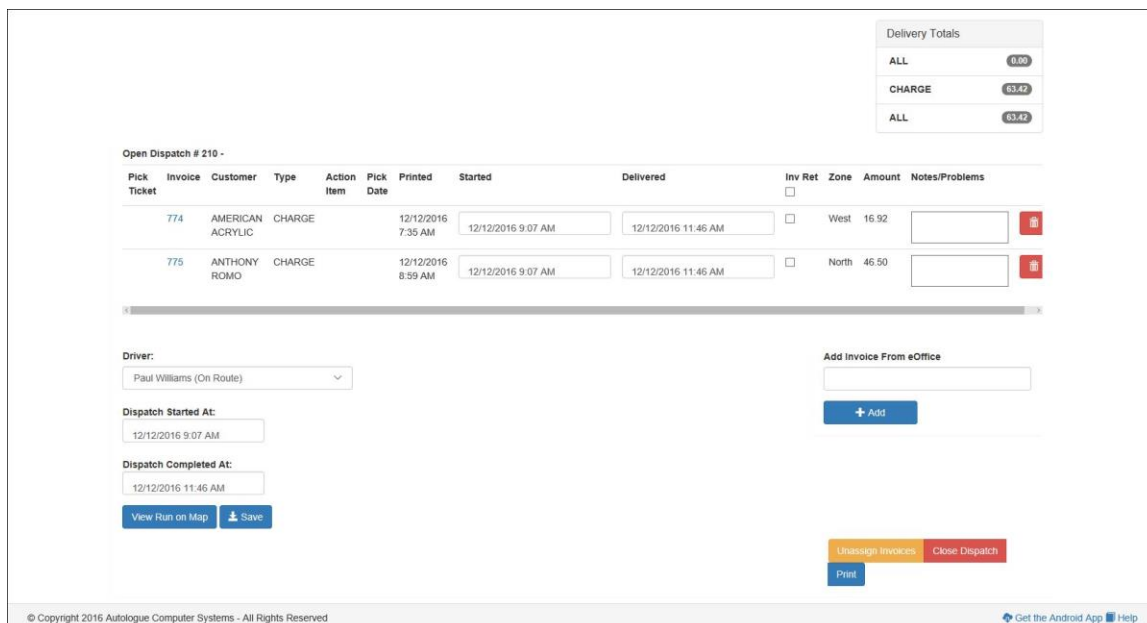 Delivery Totals
ALL 0.00
CHARGE 63.42
ALL 63.42
Open Dispatch # 210 -
Pick Ticket Invoice Customer Type Action Item Pick Date Printed Started Delivered Inv Ret Zone Amount Notes/Problems
774 AMERICAN ACRYLIC CHARGE 12/12/2016 7:35 AM 12/12/2016 9:07 AM 12/12/2016 11:46 AM West 16.92
775 ANTHONY ROMO CHARGE 12/12/2016 8:59 AM 12/12/2016 9:07 AM 12/12/2016 11:46 AM North 46.50
Driver:
Paul Williams (On Route)
Add Invoice From eOffice
Dispatch Started At:
+ Add
12/12/2016 9:07 AM
Dispatch Completed At:
12/12/2016 11:46 AM
View Run on Map Save
Unassign Invoices Close Dispatch
Print
© Copyright 2016 Autologue Computer Systems - All Rights Reserved Get the Android App Help